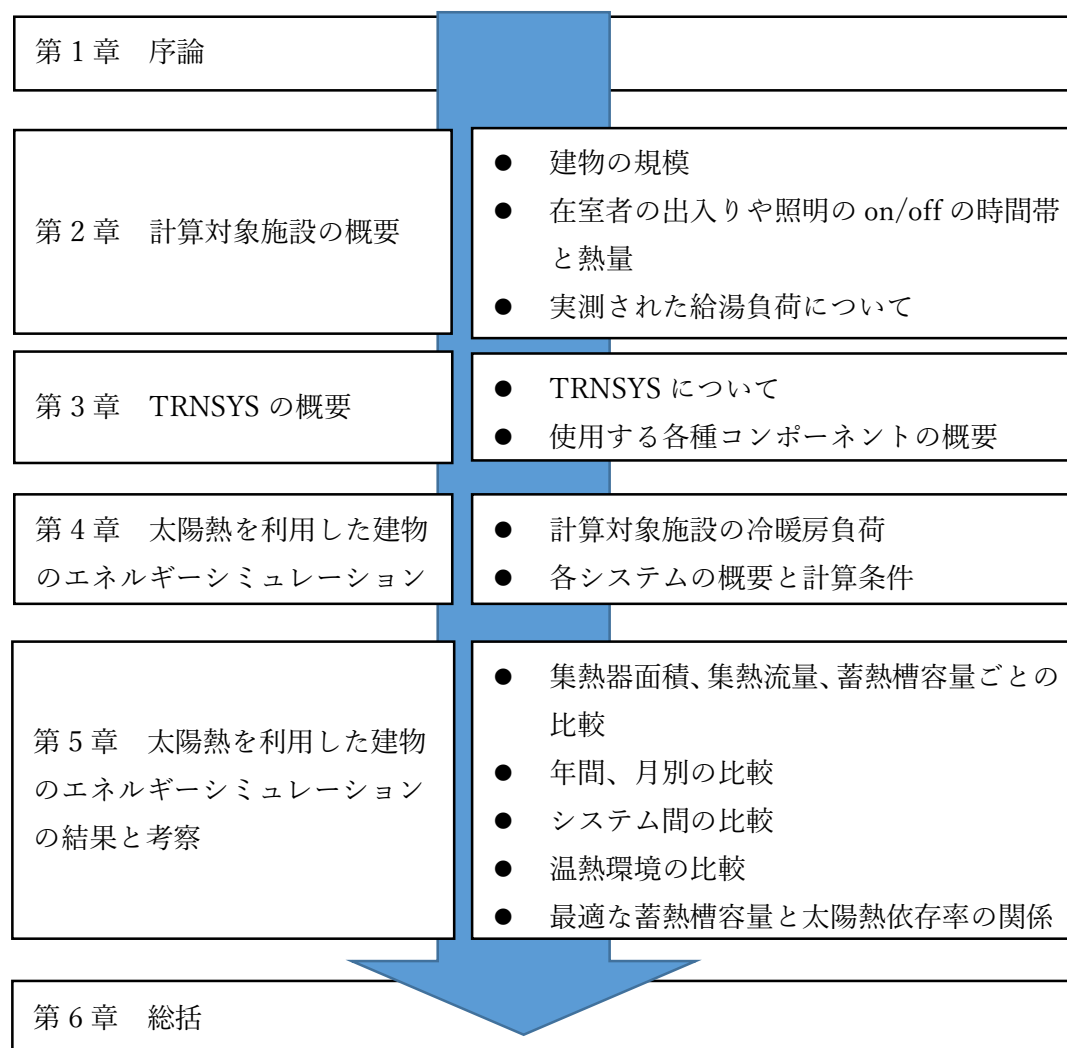 第 1 章　序論
第 2 章　計算対象施設の概要
● 建物の規模
● 在室者の出入りや照明の on/off の時間帯
と熱量
● 実測された給湯負荷について
第 3 章　TRNSYS の概要
● TRNSYS について
● 使用する各種コンポーネントの概要
第 4 章　太陽熱を利用した建物
のエネルギーシミュレーション
● 計算対象施設の冷暖房負荷
● 各システムの概要と計算条件
第 5 章　太陽熱を利用した建物
のエネルギーシミュレーション
の結果と考察
● 集熱器面積、集熱流量、蓄熱槽容量ごとの
比較
● 年間、月別の比較
● システム間の比較
● 温熱環境の比較
● 最適な蓄熱槽容量と太陽熱依存率の関係
第 6 章　総括